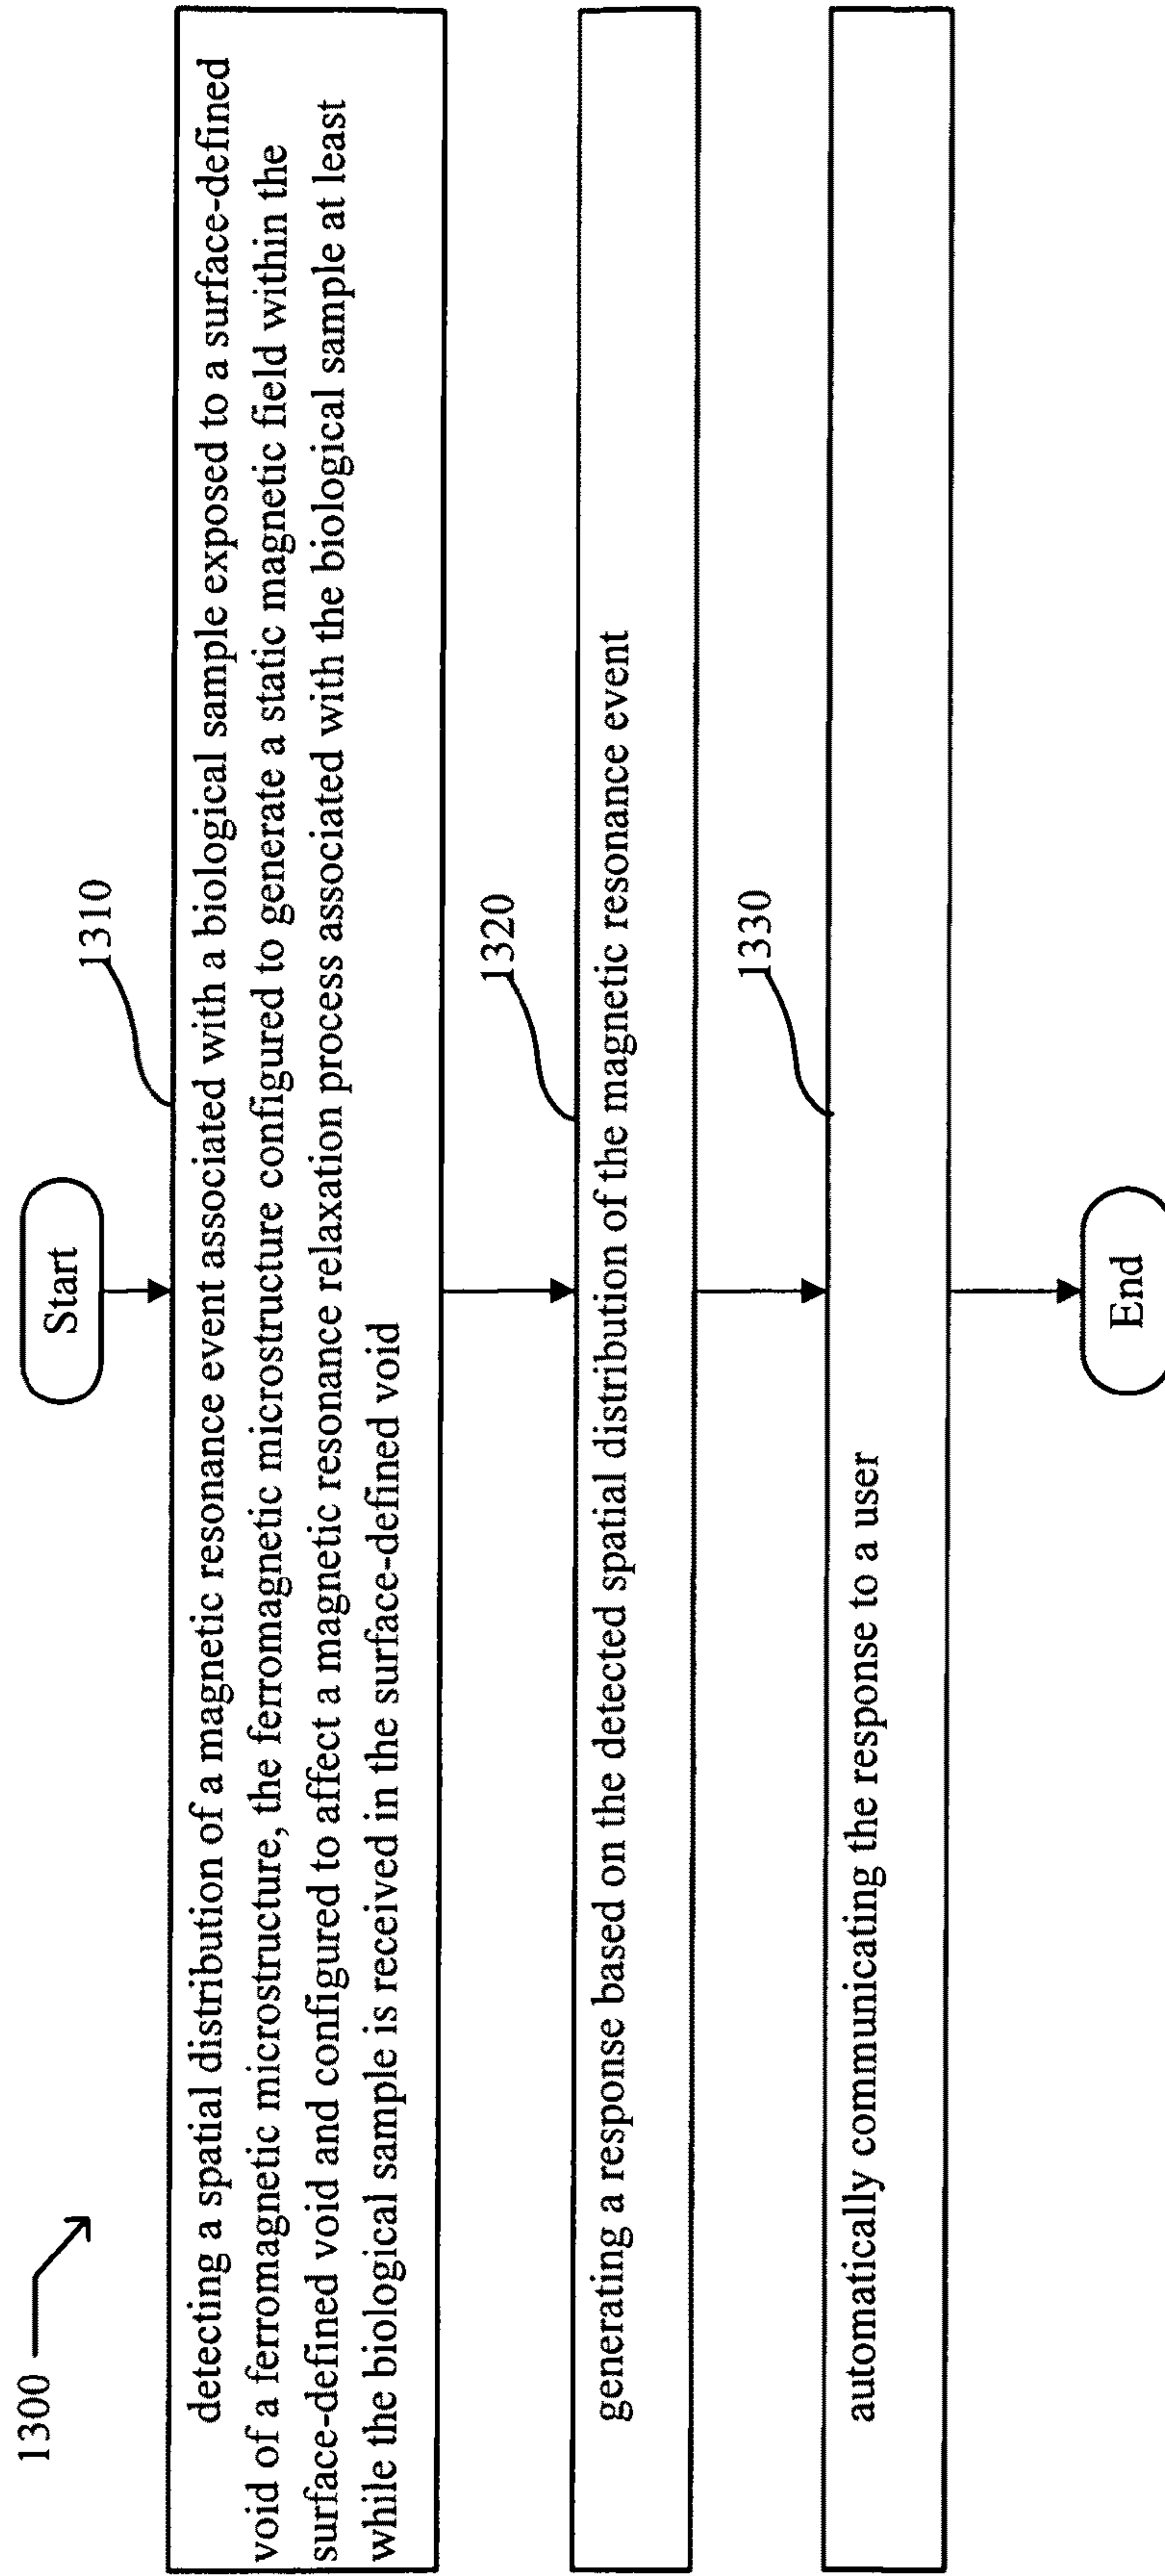 1300
Start
1310
detecting a spatial distribution of a magnetic resonance event associated with a biological sample exposed to a surface-defined
void of a ferromagnetic microstructure, the ferromagnetic microstructure configured to generate a static magnetic field within the
surface-defined void and configured to affect a magnetic resonance relaxation process associated with the biological sample at least
while the biological sample is received in the surface-defined void
1320
generating a response based on the detected spatial distribution of the magnetic resonance event
1330
automatically communicating the response to a user
End